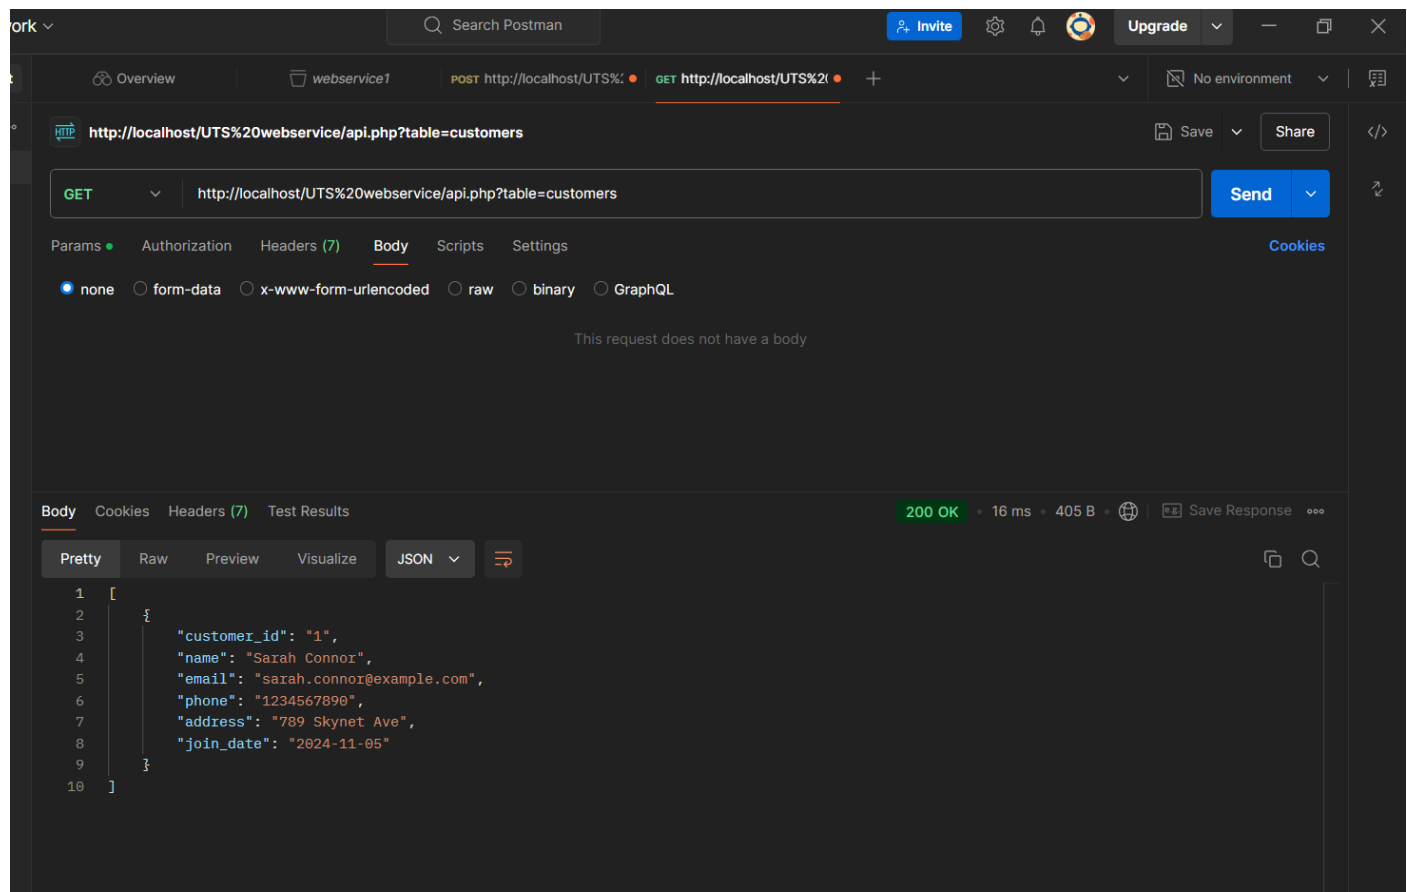 ork
Search Postman
Invite
Upgrade
Overview
webservice1
POST http://localhost/UTS%2
GET http://localhost/UTS%20
No environment
HTTP
http://localhost/UTS%20webservice/api.php?table=customers
Save
Share
GET
http://localhost/UTS%20webservice/api.php?table=customers
Send
Params
Authorization
Headers (7)
Body
Scripts
Settings
Cookies
none
form-data
x-www-form-urlencoded
raw
binary
GraphQL
This request does not have a body
Body
Cookies
Headers (7)
Test Results
200 OK
16 ms
405 B
e.g.
Save Response
Pretty
Raw
Preview
Visualize
JSON
1 [
2 {
3 "customer_id": "1",
4 "name": "Sarah Connor",
5 "email": "sarah.connor@example.com",
6 "phone": "1234567890",
7 "address": "789 Skynet Ave",
8 "join_date": "2024-11-05"
9 }
10 ]